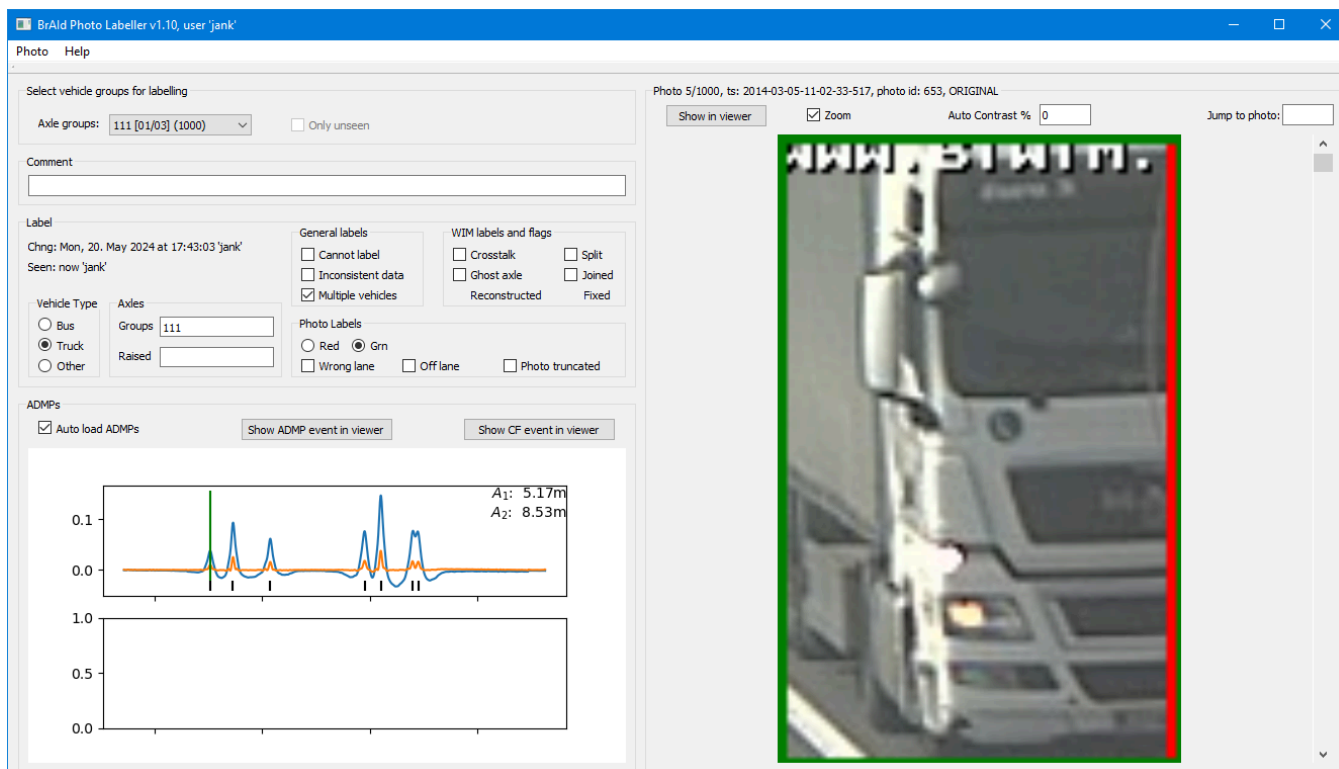 BrAId Photo Labeller v1.10, user 'jank'
Photo Help
Select vehicle groups for labelling
Axle groups: 111 [01/03] (1000) Only unseen
Comment
Label
Chng: Mon, 20. May 2024 at 17:43:03 'jank'
Seen: now 'jank'
Vehicle Type
Bus
Truck
Other
Axles
Groups 111
Raised
General labels
Cannot label
Inconsistent data
Multiple vehicles
WIM labels and flags
Crosstalk Split
Ghost axle Joined
Reconstructed Fixed
Photo Labels
Red Grn
Wrong lane Off lane Photo truncated
ADMPs
Auto load ADMPs Show ADMP event in viewer Show CF event in viewer
A₁: 5.17m
A₂: 8.53m
0.1
0.0
1.0
0.5
0.0
Photo 5/1000, ts: 2014-03-05-11-02-33-517, photo id: 653, ORIGINAL
Show in viewer Zoom Auto Contrast % 0 Jump to photo:
www.siwim.